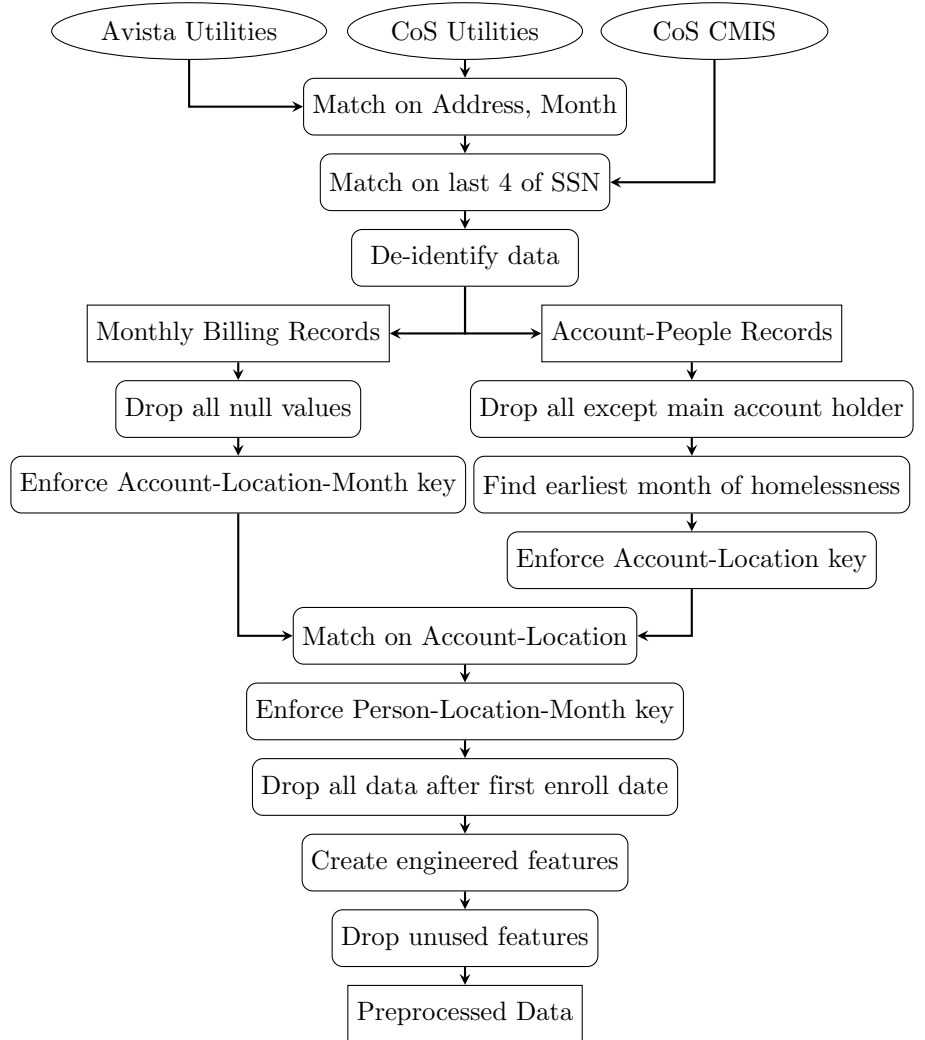 Avista Utilities
CoS Utilities
CoS CMIS
Match on Address, Month
Match on last 4 of SSN
De-identify data
Monthly Billing Records
Account-People Records
Drop all null values
Drop all except main account holder
Enforce Account-Location-Month key
Find earliest month of homelessness
Enforce Account-Location key
Match on Account-Location
Enforce Person-Location-Month key
Drop all data after first enroll date
Create engineered features
Drop unused features
Preprocessed Data